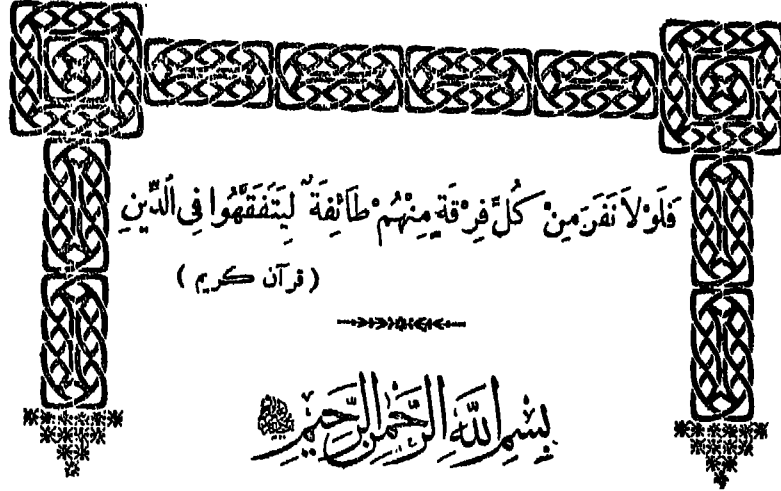 فَلَوْلَا نَفَرَ مِنْ كُلِّ فِرْقَةٍ مِنْهُمْ طَائِفَةٌ لِيَتَفَقَّهُوا فِي الدِّينِ
( قرآن كريم )
بِسْمِ اللَّهِ الرَّحْمَٰنِ الرَّحِيمِ